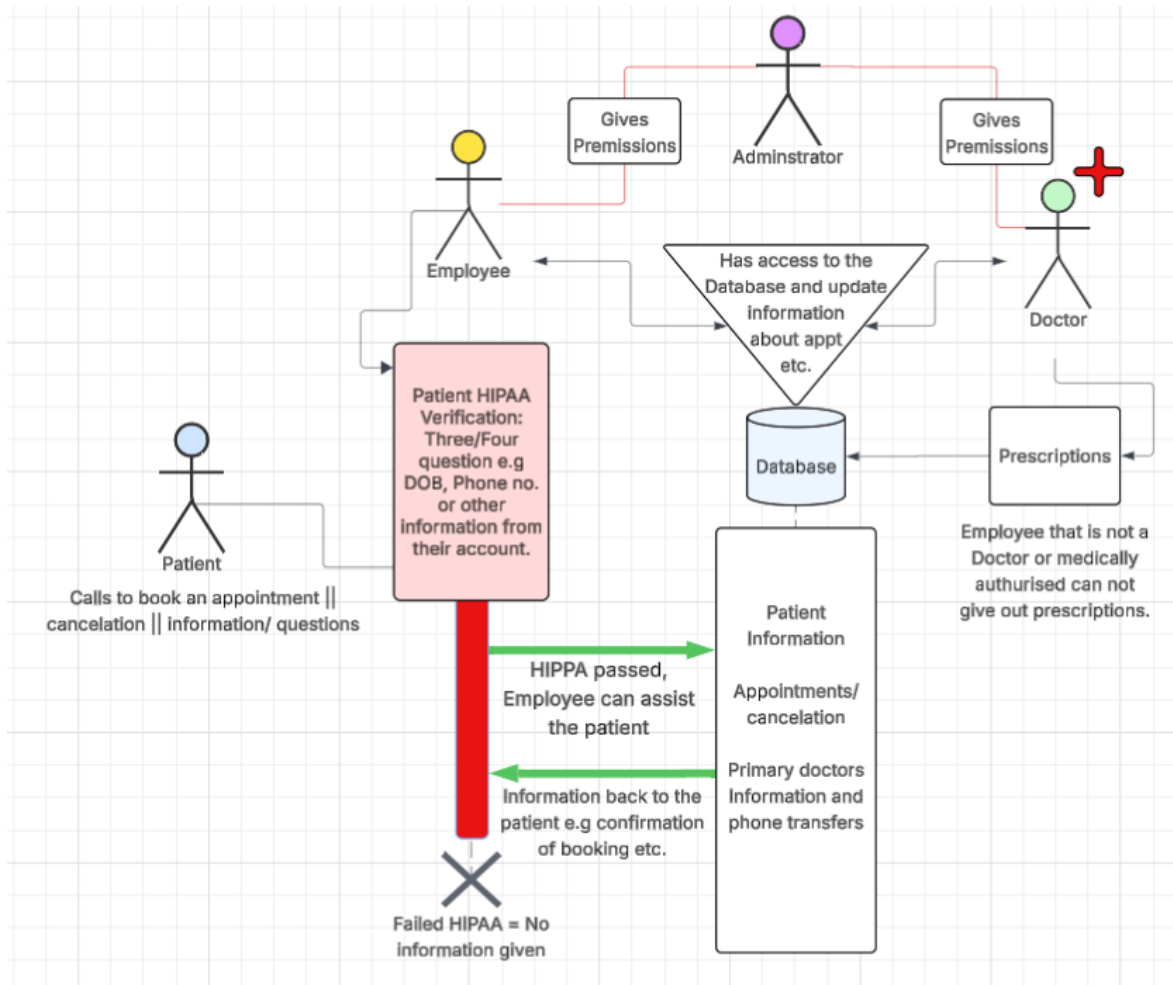 Gives
Premissions
Adminstrator
Gives
Premissions
Employee
Has access to the
Database and update
information
about appt
etc.
Doctor
Patient HIPAA
Verification:
Three/Four
question e.g
DOB, Phone no.
or other
information from
their account.
Database
Prescriptions
Employee that is not a
Doctor or medically
authurised can not
give out prescriptions.
Patient
Calls to book an appointment ||
cancelation || information/ questions
Patient
Information
Appointments/
cancelation
Primary doctors
Information and
phone transfers
HIPPA passed,
Employee can assist
the patient
Information back to the
patient e.g confirmation
of booking etc.
Failed HIPAA = No
information given